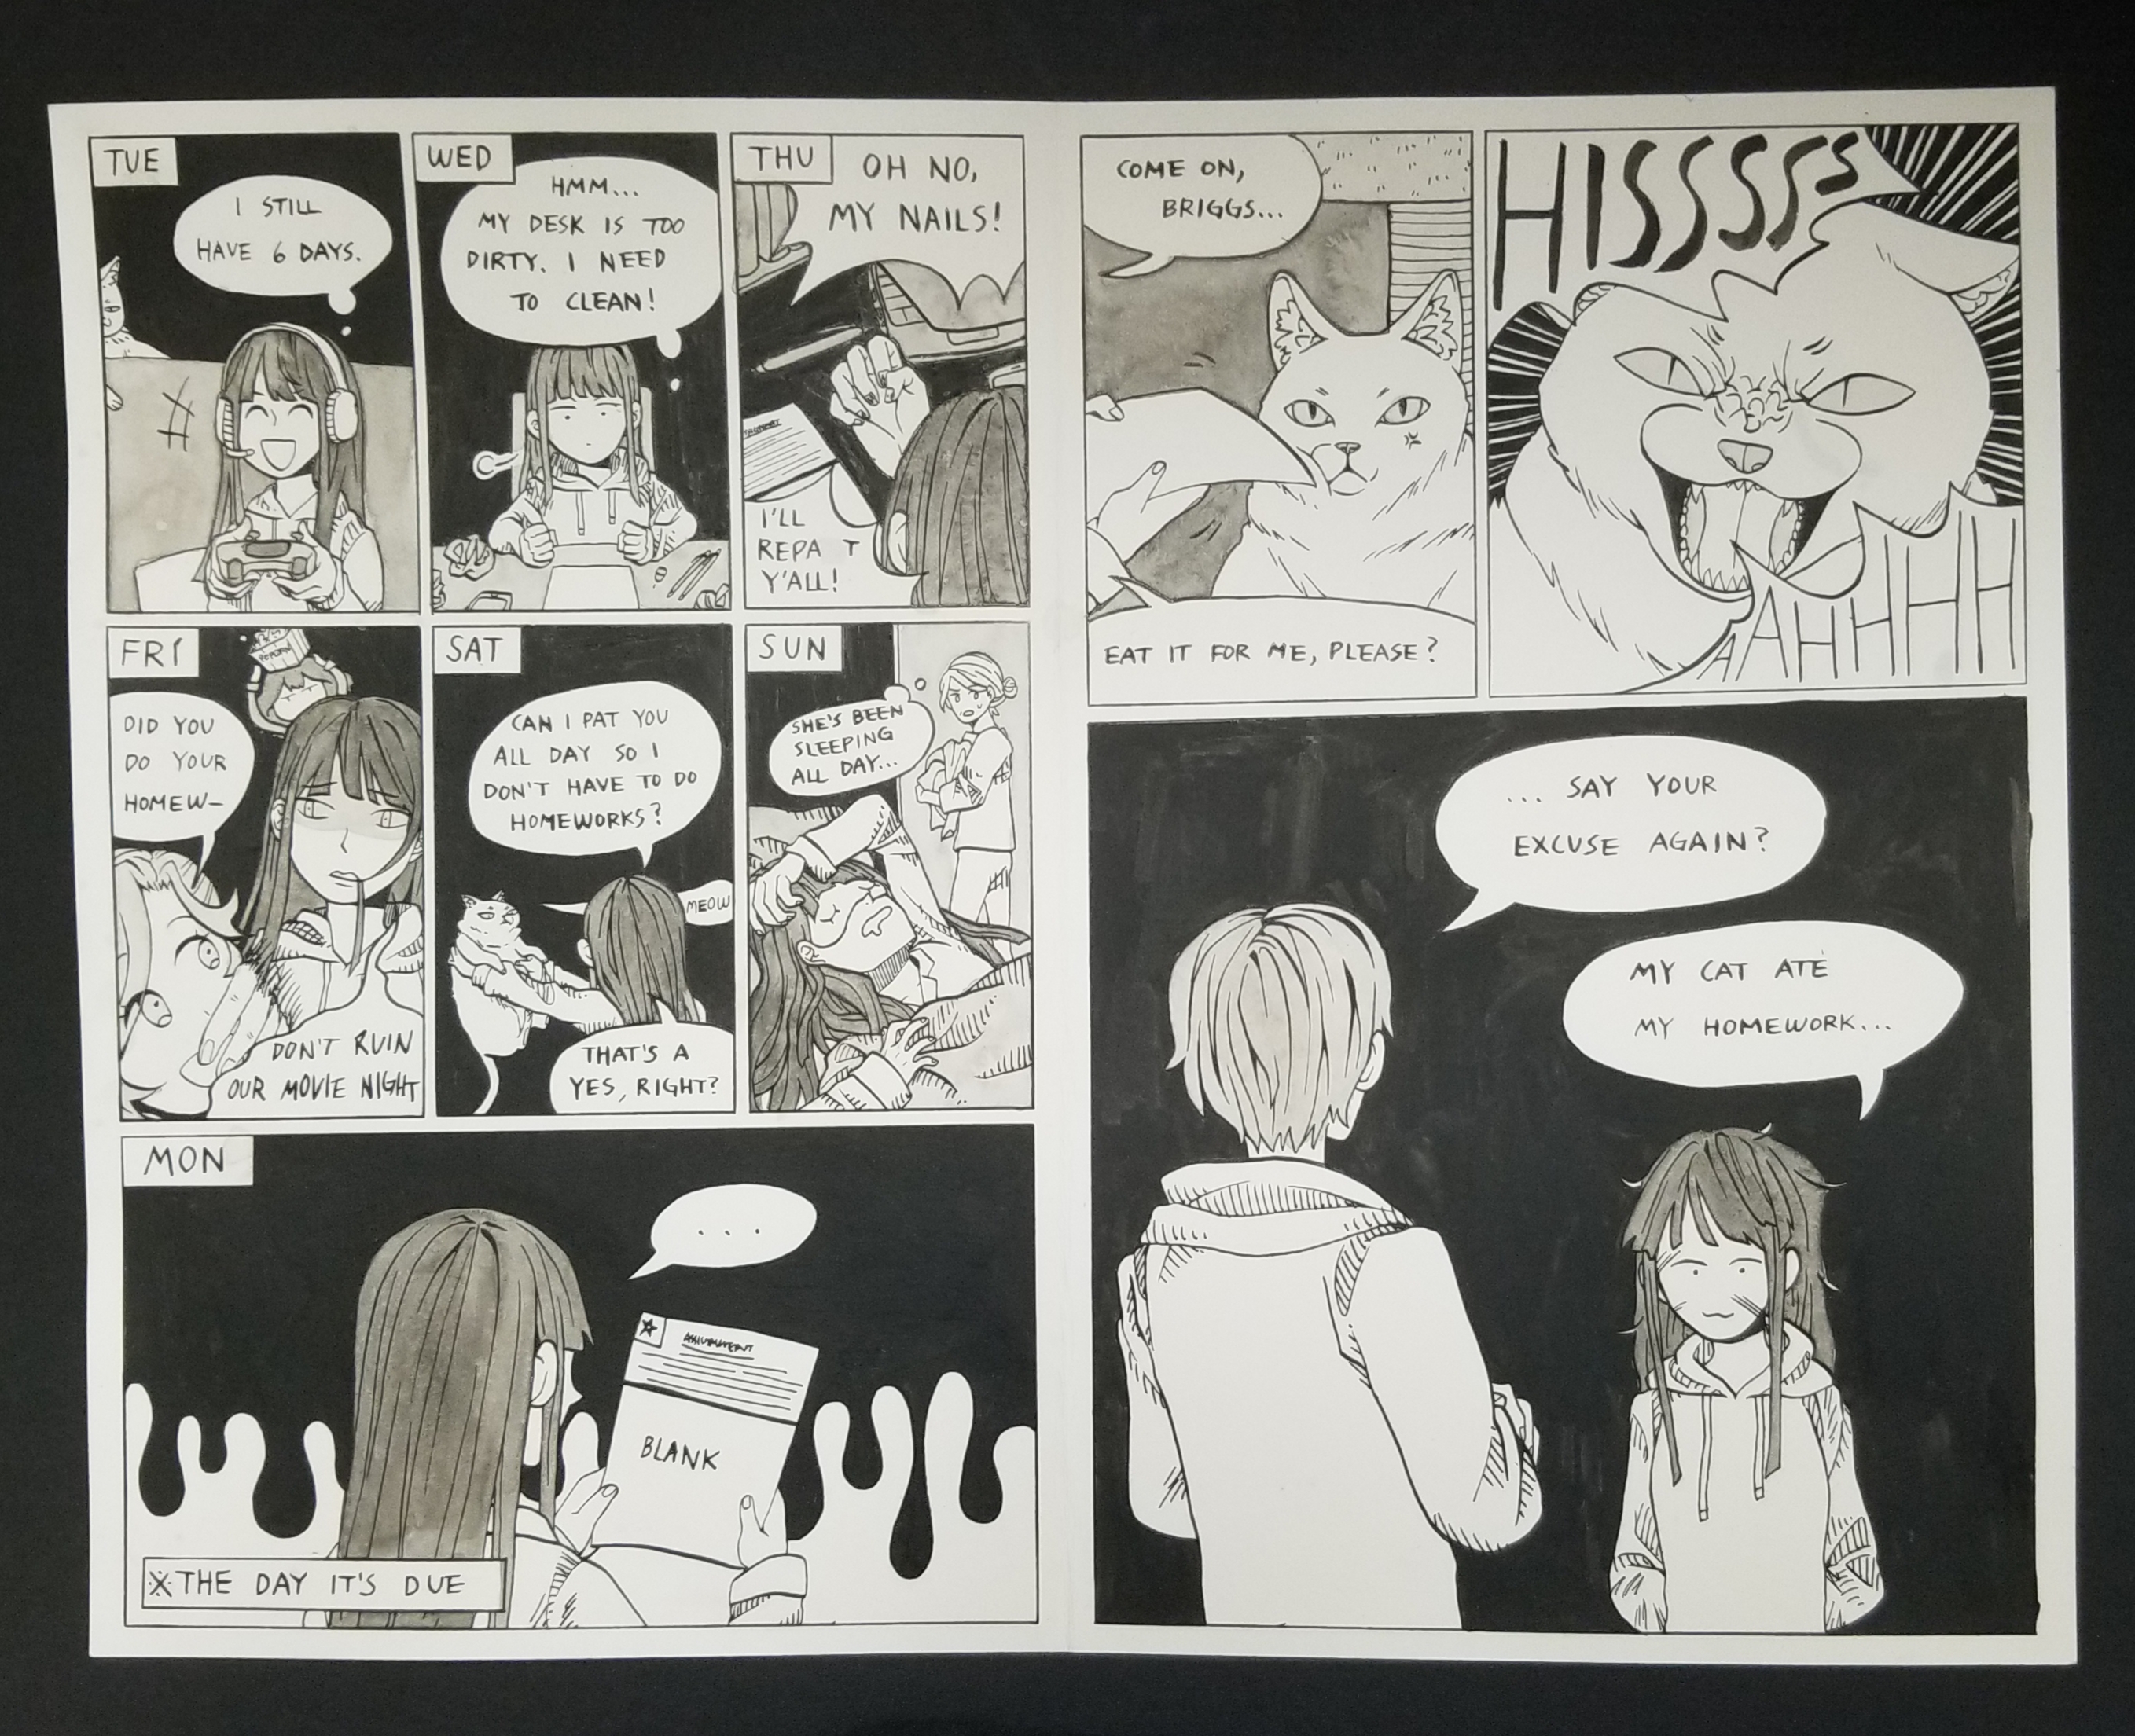 TUE
I STILL
HAVE 6 DAYS.
WED
HMM...
MY DESK IS TOO
DIRTY. I NEED
TO CLEAN!
THU
OH NO,
MY NAILS!
I'LL
REPA T
Y'ALL!
FRI
POPCORN
DID YOU
DO YOUR
HOMEW–
DON'T RUIN
OUR MOVIE NIGHT
SAT
CAN I PAT YOU
ALL DAY SO I
DON'T HAVE TO DO
HOMEWORKS?
MEOW
THAT'S A
YES, RIGHT?
SUN
SHE'S BEEN
SLEEPING
ALL DAY...
MON
...
BLANK
※THE DAY IT'S DUE
COME ON,
BRIGGS...
EAT IT FOR ME, PLEASE?
HISSSSSS
AAHHHHH
... SAY YOUR
EXCUSE AGAIN?
MY CAT ATE
MY HOMEWORK...